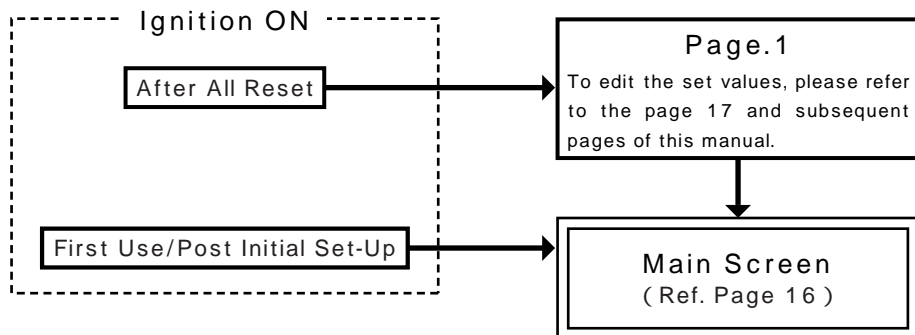 Ignition ON
After All Reset
Page.1
To edit the set values, please refer
to the page 17 and subsequent
pages of this manual.
First Use/Post Initial Set-Up
Main Screen
(Ref. Page 16)